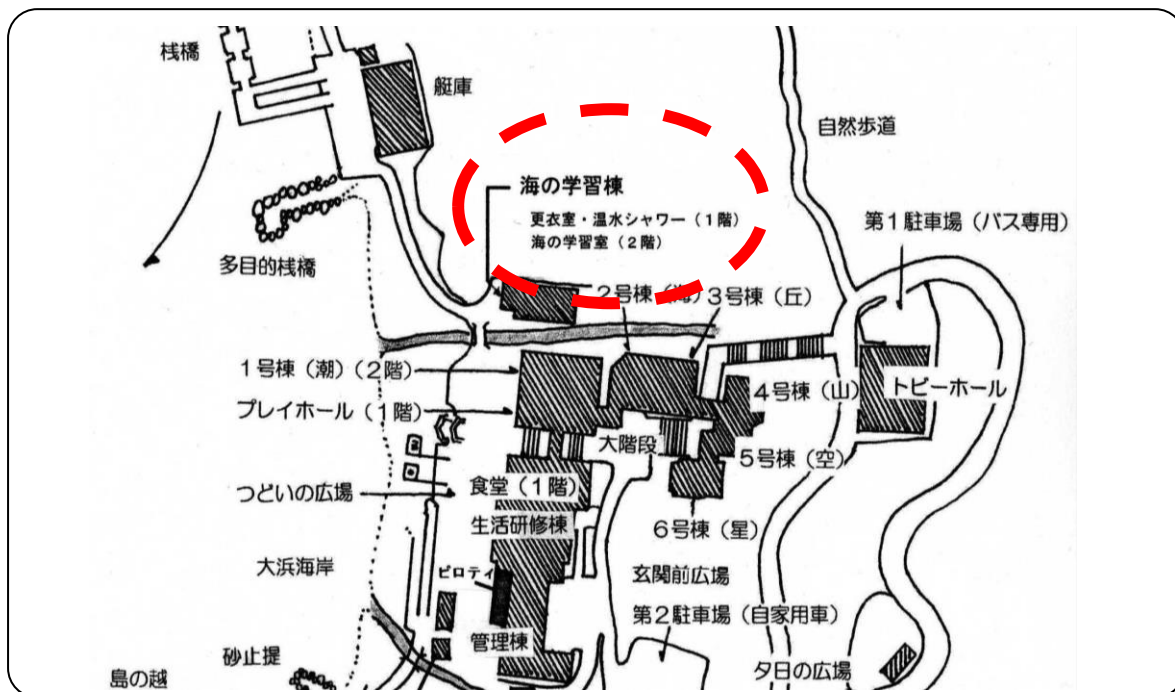 桟橋
艇庫
自然歩道
海の学習棟
更衣室・温水シャワー(1階)
海の学習室(2階)
第1駐車場(バス専用)
多目的桟橋
2号棟(海)
3号棟(丘)
1号棟(潮)(2階)
4号棟(山)
トビーホール
プレイホール(1階)
大階段
5号棟(空)
つどいの広場
食堂(1階)
生活研修棟
6号棟(星)
大浜海岸
ピロティ
玄関前広場
第2駐車場(自家用車)
管理棟
砂止提
夕日の広場
島の越